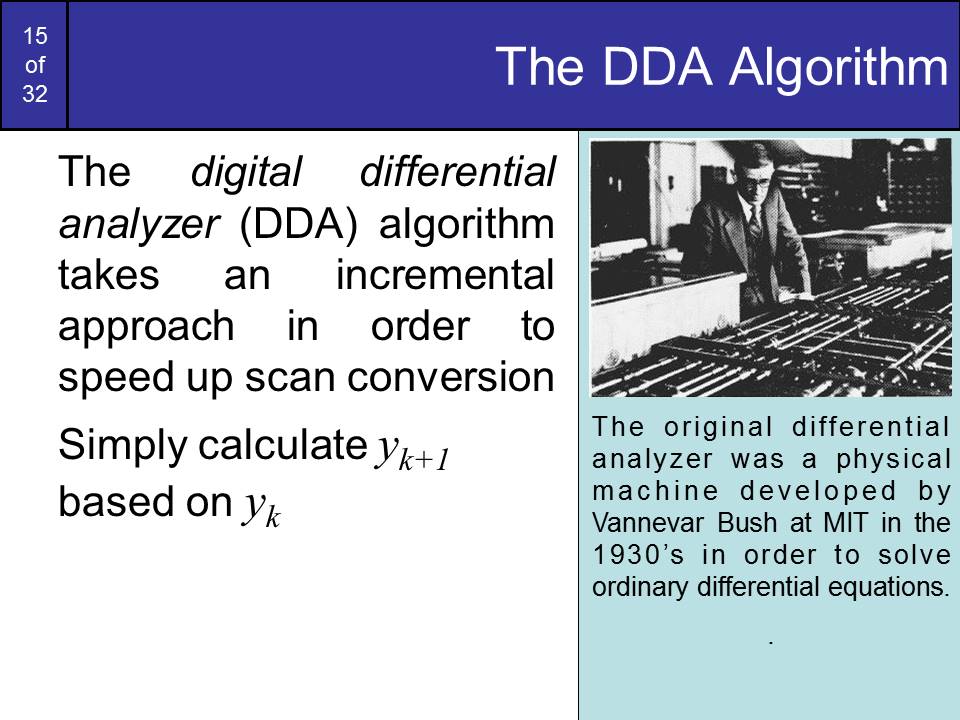 15
of
32
The DDA Algorithm
The digital differential
analyzer (DDA) algorithm
takes an incremental
approach in order to
speed up scan conversion
Simply calculate yk+1
based on yk
The original differential
analyzer was a physical
machine developed by
Vannevar Bush at MIT in the
1930’s in order to solve
ordinary differential equations.
.